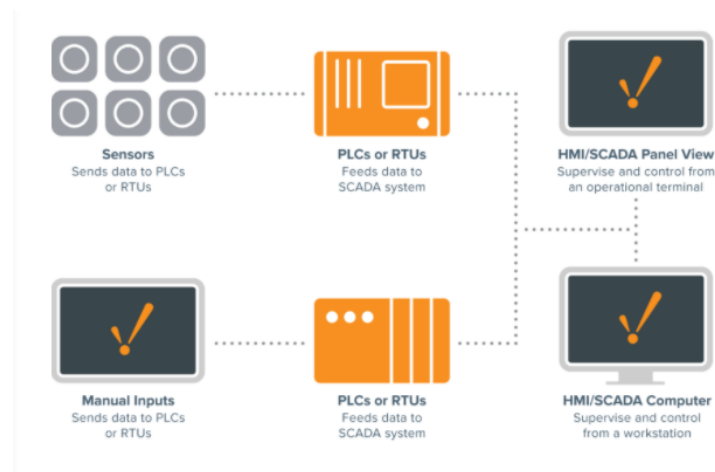 Sensors
Sends data to PLCs
or RTUs
PLCs or RTUs
Feeds data to
SCADA system
HMI/SCADA Panel View
Supervise and control from
an operational terminal
Manual Inputs
Sends data to PLCs
or RTUs
PLCs or RTUs
Feeds data to
SCADA system
HMI/SCADA Computer
Supervise and control
from a workstation